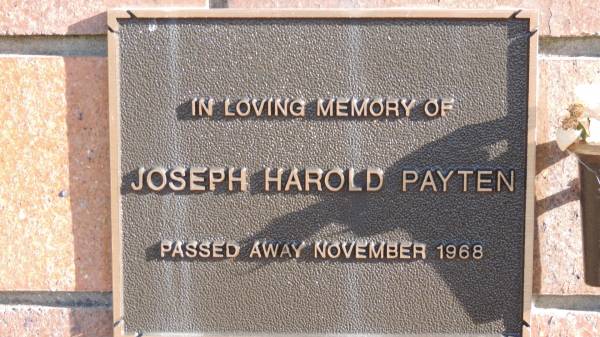 IN LOVING MEMORY OF
JOSEPH HAROLD PAYTEN
PASSED AWAY NOVEMBER 1968